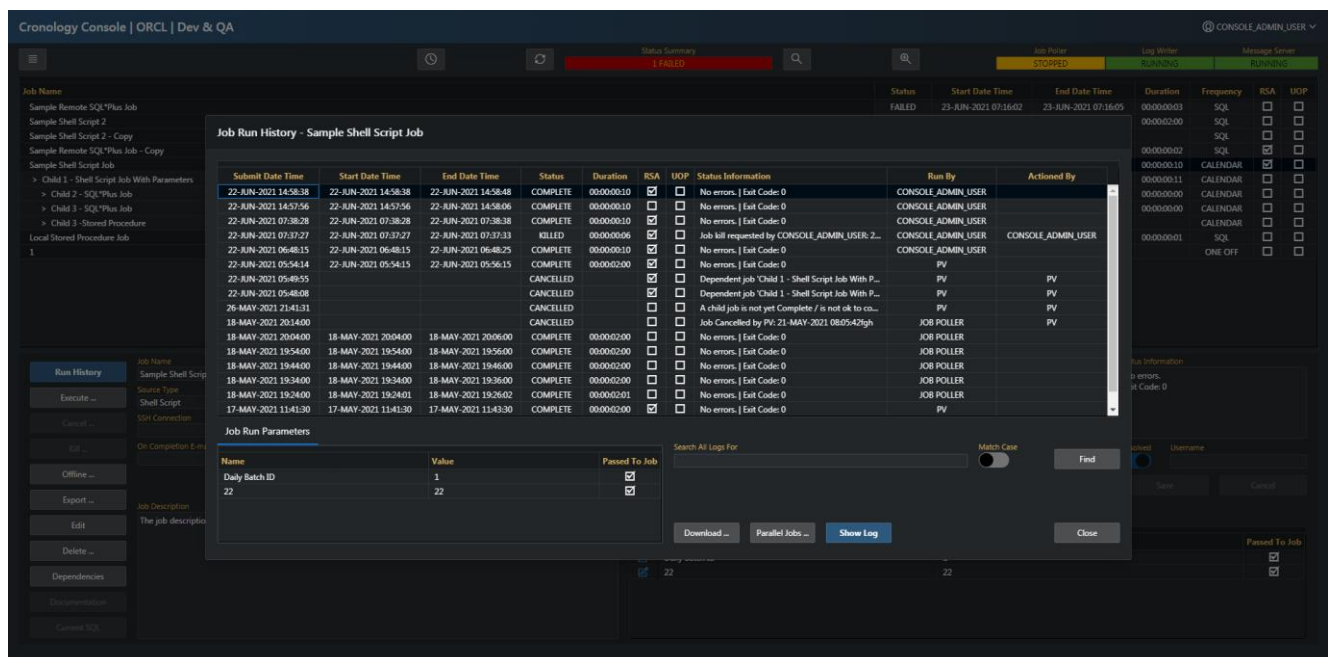 Cronology Console | ORCL | Dev & QA CONSOLE_ADMIN_USER
Status Summary Job Poller Log Writer Message Server
1 FAILED STOPPED RUNNING RUNNING
Job Name Status Start Date Time End Date Time Duration Frequency RSA UOP
Sample Remote SQL*Plus Job FAILED 23-JUN-2021 07:16:02 23-JUN-2021 07:16:05 00:00:00:03 SQL
Sample Shell Script 2 00:00:02:00 SQL
Sample Shell Script 2 - Copy SQL
Sample Remote SQL*Plus Job - Copy 00:00:00:02 SQL
Sample Shell Script Job 00:00:00:10 CALENDAR
> Child 1 - Shell Script Job With Parameters 00:00:00:11 CALENDAR
> Child 2 - SQL*Plus Job 00:00:00:00 CALENDAR
> Child 3 - SQL*Plus Job 00:00:00:00 CALENDAR
> Child 3 -Stored Procedure CALENDAR
Local Stored Procedure Job 00:00:00:01 SQL
1 ONE OFF
Job Run History - Sample Shell Script Job
Submit Date Time Start Date Time End Date Time Status Duration RSA UOP Status Information Run By Actioned By
22-JUN-2021 14:58:38 22-JUN-2021 14:58:38 22-JUN-2021 14:58:48 COMPLETE 00:00:00:10 No errors. | Exit Code: 0 CONSOLE_ADMIN_USER
22-JUN-2021 14:57:56 22-JUN-2021 14:57:56 22-JUN-2021 14:58:06 COMPLETE 00:00:00:10 No errors. | Exit Code: 0 CONSOLE_ADMIN_USER
22-JUN-2021 07:38:28 22-JUN-2021 07:38:28 22-JUN-2021 07:38:38 COMPLETE 00:00:00:10 No errors. | Exit Code: 0 CONSOLE_ADMIN_USER
22-JUN-2021 07:37:27 22-JUN-2021 07:37:27 22-JUN-2021 07:37:33 KILLED 00:00:00:06 Job kill requested by CONSOLE_ADMIN_USER: 2... CONSOLE_ADMIN_USER CONSOLE_ADMIN_USER
22-JUN-2021 06:48:15 22-JUN-2021 06:48:15 22-JUN-2021 06:48:25 COMPLETE 00:00:00:10 No errors. | Exit Code: 0 CONSOLE_ADMIN_USER
22-JUN-2021 05:54:14 22-JUN-2021 05:54:15 22-JUN-2021 05:56:15 COMPLETE 00:00:02:00 No errors. | Exit Code: 0 PV
22-JUN-2021 05:49:55 CANCELLED Dependent job 'Child 1 - Shell Script Job With P... PV PV
22-JUN-2021 05:48:08 CANCELLED Dependent job 'Child 1 - Shell Script Job With P... PV PV
26-MAY-2021 21:41:31 CANCELLED A child job is not yet Complete / is not ok to co... PV PV
18-MAY-2021 20:14:00 CANCELLED Job Cancelled by PV: 21-MAY-2021 08:05:42fgh JOB POLLER PV
18-MAY-2021 20:04:00 18-MAY-2021 20:04:00 18-MAY-2021 20:06:00 COMPLETE 00:00:02:00 No errors. | Exit Code: 0 JOB POLLER
18-MAY-2021 19:54:00 18-MAY-2021 19:54:00 18-MAY-2021 19:56:00 COMPLETE 00:00:02:00 No errors. | Exit Code: 0 JOB POLLER
18-MAY-2021 19:44:00 18-MAY-2021 19:44:00 18-MAY-2021 19:46:00 COMPLETE 00:00:02:00 No errors. | Exit Code: 0 JOB POLLER
18-MAY-2021 19:34:00 18-MAY-2021 19:34:00 18-MAY-2021 19:36:00 COMPLETE 00:00:02:00 No errors. | Exit Code: 0 JOB POLLER
18-MAY-2021 19:24:00 18-MAY-2021 19:24:01 18-MAY-2021 19:26:02 COMPLETE 00:00:02:01 No errors. | Exit Code: 0 JOB POLLER
17-MAY-2021 11:41:30 17-MAY-2021 11:41:30 17-MAY-2021 11:43:30 COMPLETE 00:00:02:00 No errors. | Exit Code: 0 PV
Job Run Parameters
Name Value Passed To Job
Daily Batch ID 1
22 22
Search All Logs For Match Case Find
Download ... Parallel Jobs ... Show Log Close
Run History
Execute ...
Cancel ...
Kill ...
Offline ...
Export ...
Edit
Delete ...
Dependencies
Documentation
Current SQL
Job Name
Sample Shell Scrip
Source Type
Shell Script
SSH Connection
On Completion E-m
Job Description
The job descriptio
tus Information
o errors.
it Code: 0
olved Username
Save Cancel
Passed To Job
22 22